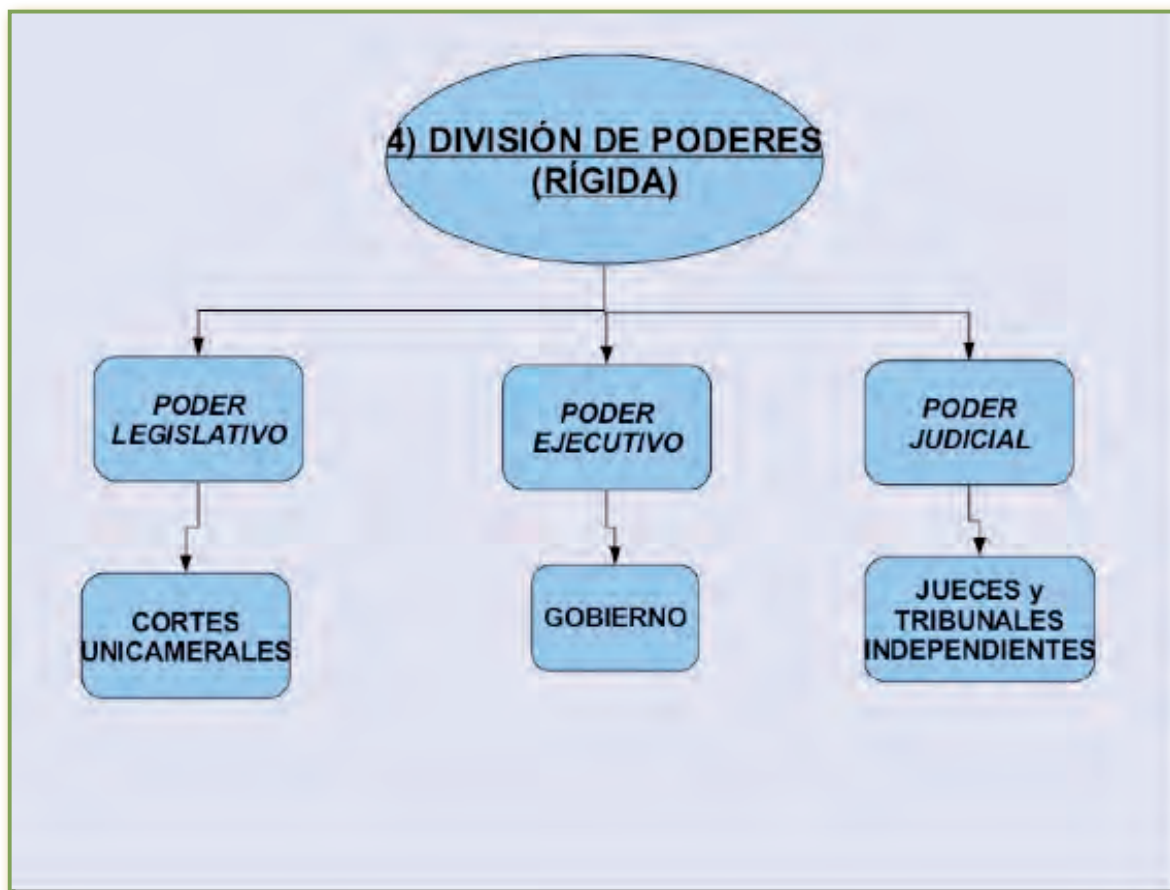 4) DIVISIÓN DE PODERES
(RÍGIDA)
PODER
LEGISLATIVO
PODER
EJECUTIVO
PODER
JUDICIAL
CORTES
UNICAMERALES
GOBIERNO
JUECES y
TRIBUNALES
INDEPENDIENTES